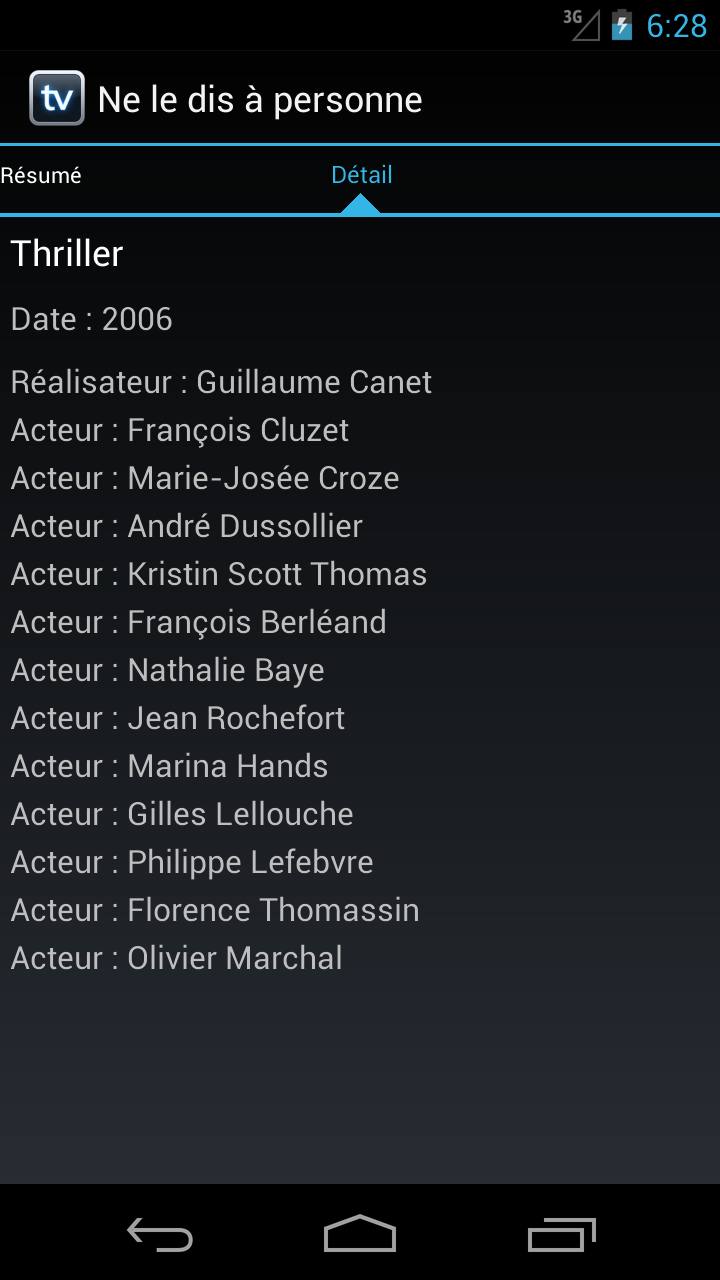 3G 6:28
tv Ne le dis à personne
Résumé Détail
Thriller
Date : 2006
Réalisateur : Guillaume Canet
Acteur : François Cluzet
Acteur : Marie-Josée Croze
Acteur : André Dussollier
Acteur : Kristin Scott Thomas
Acteur : François Berléand
Acteur : Nathalie Baye
Acteur : Jean Rochefort
Acteur : Marina Hands
Acteur : Gilles Lellouche
Acteur : Philippe Lefebvre
Acteur : Florence Thomassin
Acteur : Olivier Marchal